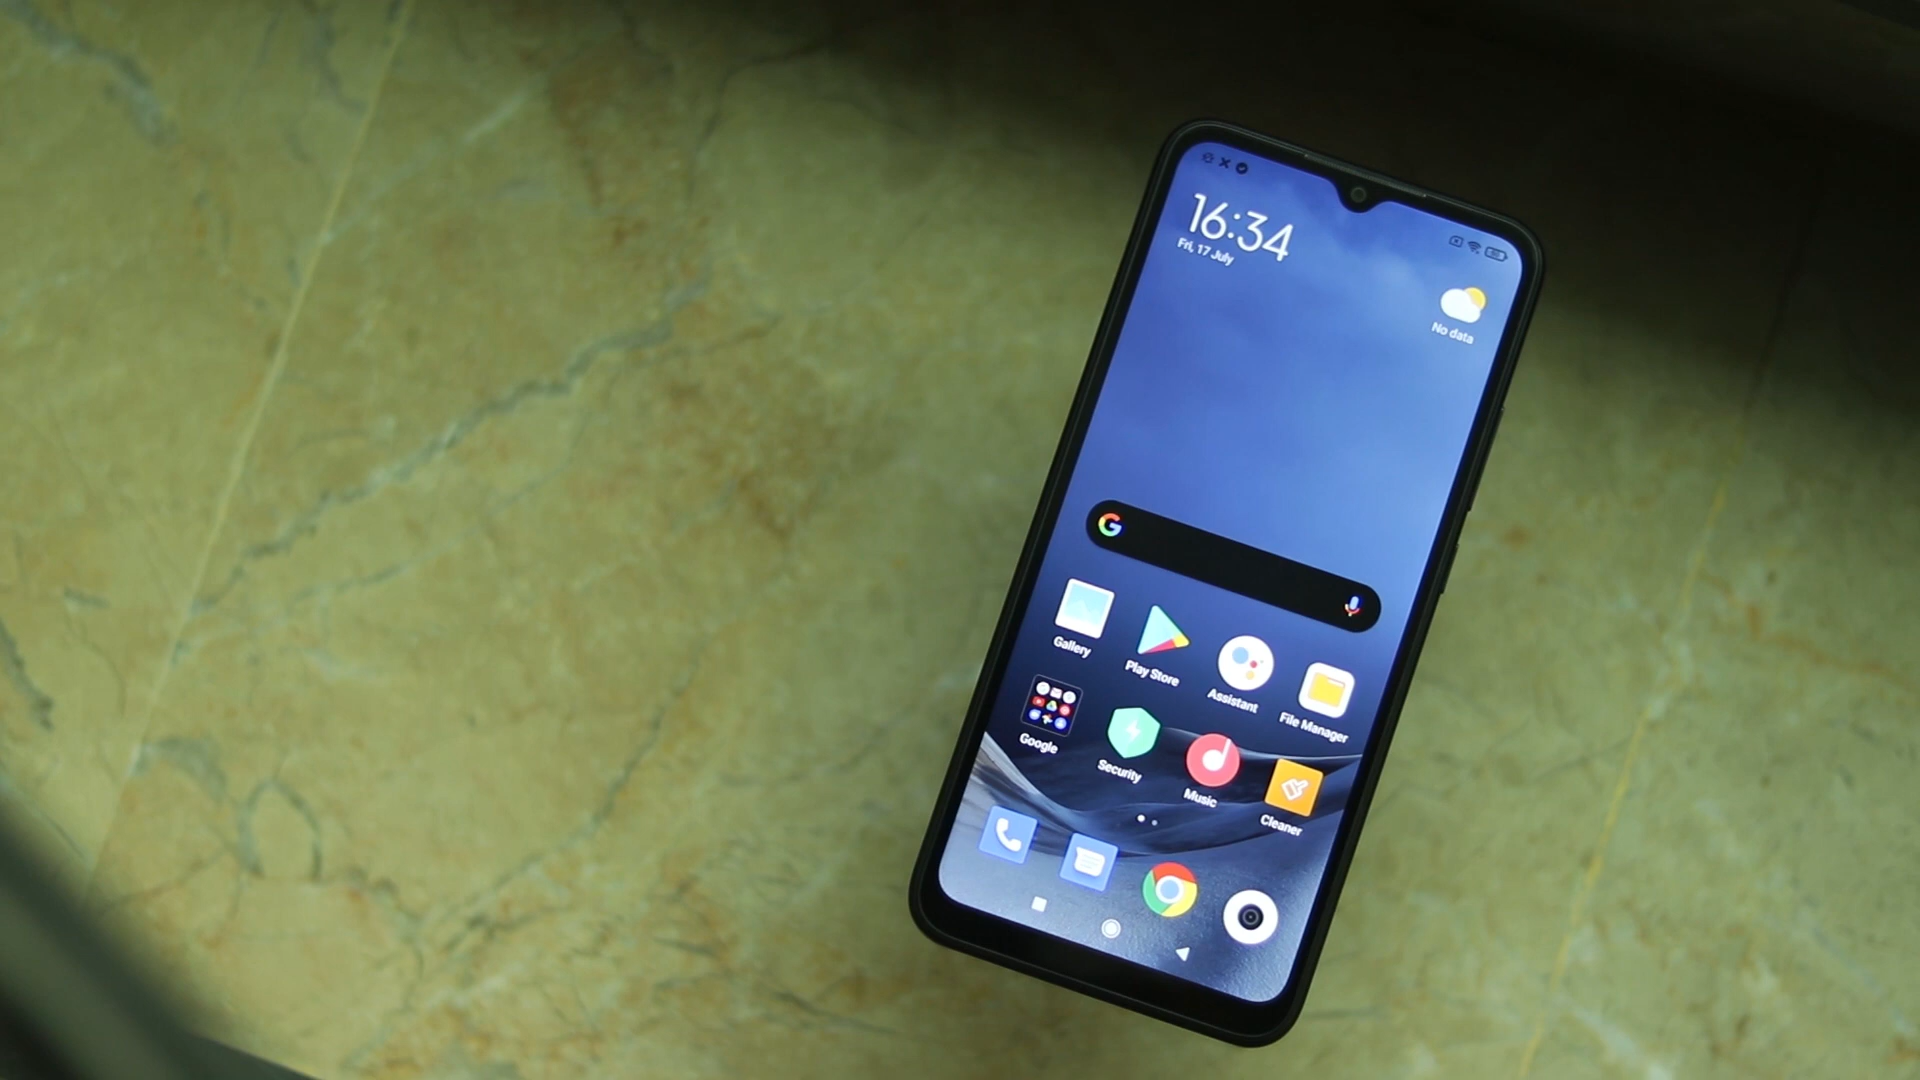 16:34
Fri, 17 July
No data
Gallery
Play Store
Assistant
File Manager
Google
Security
Music
Cleaner